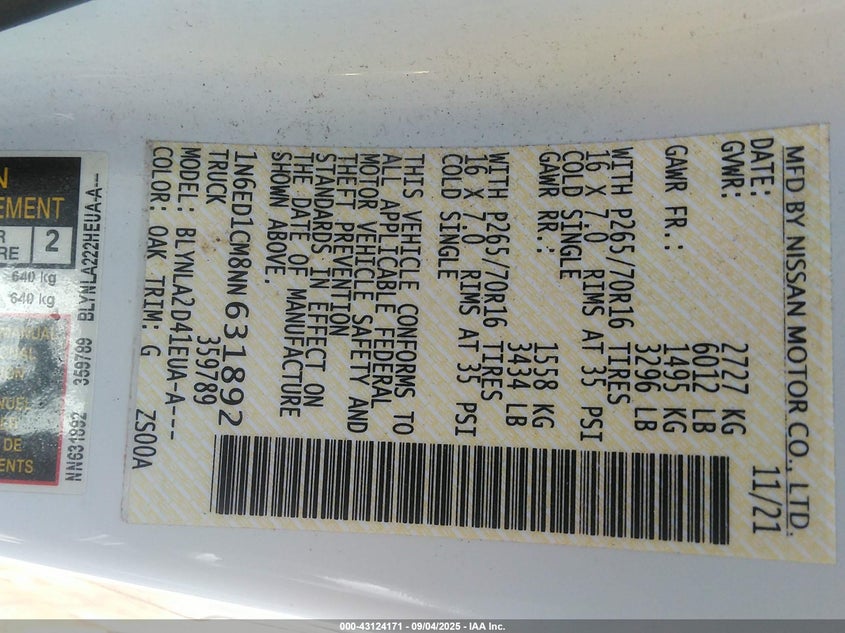 MFD BY NISSAN MOTOR CO., LTD.
DATE: 11/21
GVWR: 2727 KG
6012 LB
GAWR FR.: 1495 KG
3296 LB
WITH P265/70R16 TIRES
16 X 7.0 RIMS AT 35 PSI
COLD SINGLE
GAWR RR.: 1558 KG
3434 LB
WITH P265/70R16 TIRES
16 X 7.0 RIMS AT 35 PSI
COLD SINGLE
THIS VEHICLE CONFORMS TO
ALL APPLICABLE FEDERAL
MOTOR VEHICLE SAFETY AND
THEFT PREVENTION
STANDARDS IN EFFECT ON
THE DATE OF MANUFACTURE
SHOWN ABOVE.
1N6ED1CM8NN631892
TRUCK 359789
MODEL: BLYNLA2D41EUA-A---
COLOR: QAK TRIM: G ZS00A
BLYNLA222HEUA-A--
359789
NN631892
N
EMENT
2
640 kg
640 kg
DE
ENTS
000-43124171 - 09/04/2025 - IAA Inc.